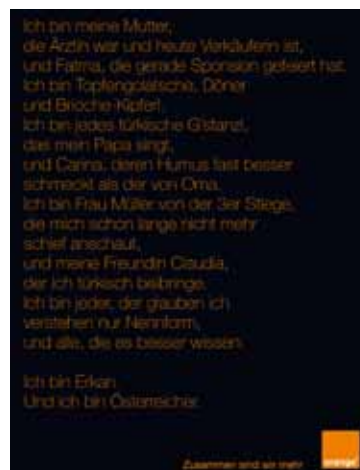 Ich bin meine Mutter,
die Ärztin war und heute Verkäuferin ist,
und Fatma, die gerade Sponsion gefeiert hat.
Ich bin Topfengolatsche, Döner
und Brioche-Kipferl.
Ich bin jedes türkische G'stanzl,
das mein Papa singt,
und Carina, deren Humus fast besser
schmeckt als der von Oma.
Ich bin Frau Müller von der 3er Stiege,
die mich schon lange nicht mehr
schief anschaut,
und meine Freundin Claudia,
der ich türkisch beibringe.
Ich bin jeder, der glauben ich
verstehen nur Nennform,
und alle, die es besser wissen.
Ich bin Erkan.
Und ich bin Österreicher.
Zusammen sind wir mehr.
orange